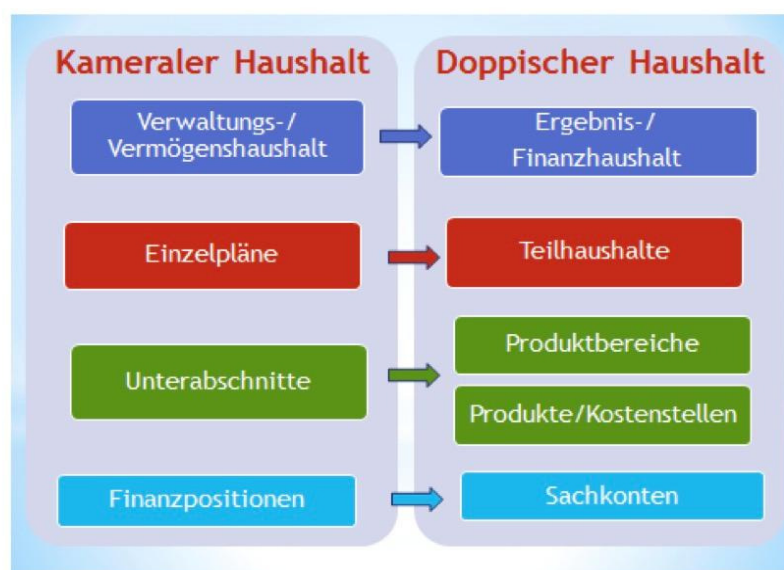 Kameraler Haushalt
Verwaltungs-/
Vermögenshaushalt
Einzelpläne
Unterabschnitte
Finanzpositionen
Doppischer Haushalt
Ergebnis-/
Finanzhaushalt
Teilhaushalte
Produktbereiche
Produkte/Kostenstellen
Sachkonten